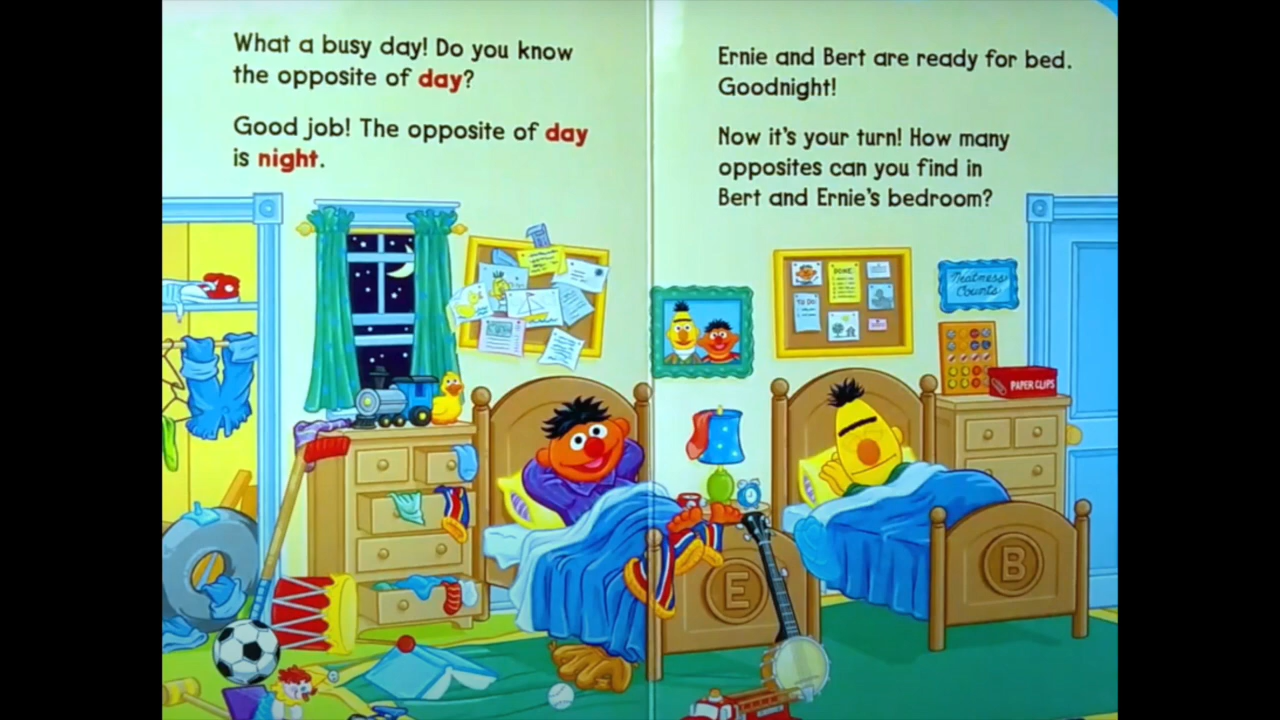 What a busy day! Do you know
the opposite of day?
Good job! The opposite of day
is night.
Ernie and Bert are ready for bed.
Goodnight!
Now it's your turn! How many
opposites can you find in
Bert and Ernie's bedroom?
DONE
TO DO
Neatness
Counts
PAPER CLIPS
E
B